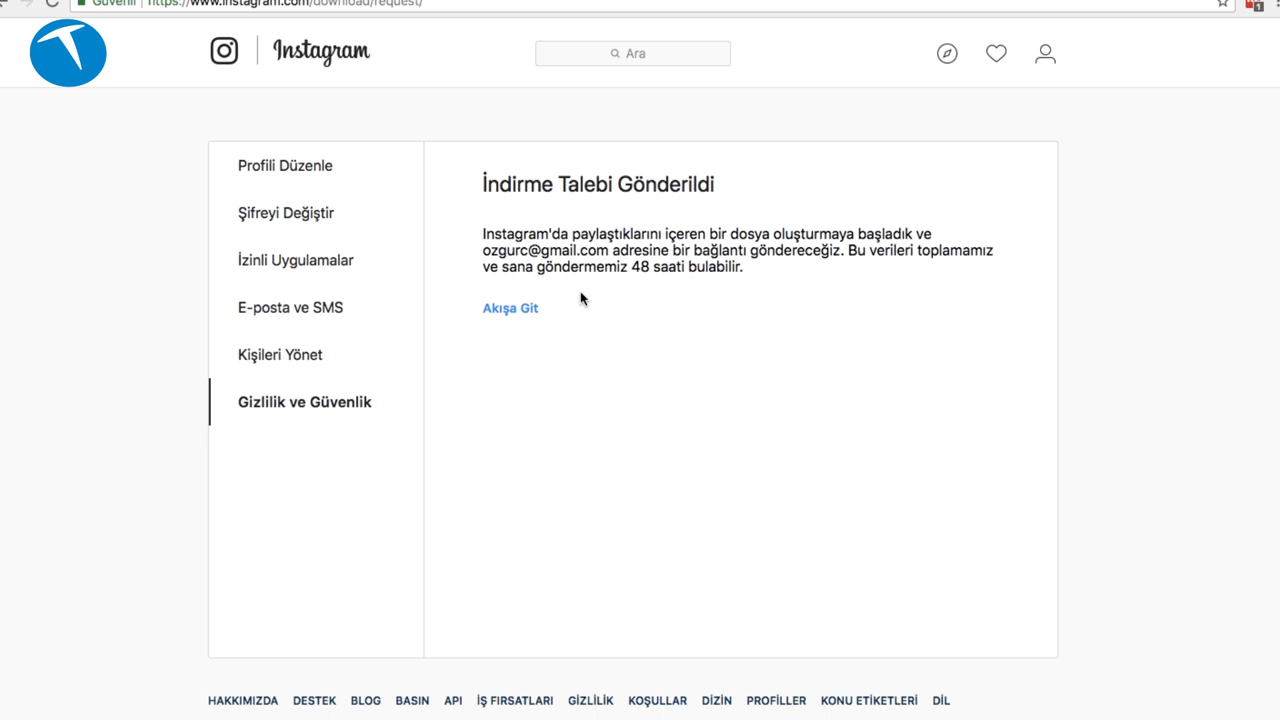 Güvenli https://www.instagram.com/download/request/
Instagram
Ara
Profili Düzenle
Şifreyi Değiştir
İzinli Uygulamalar
E-posta ve SMS
Kişileri Yönet
Gizlilik ve Güvenlik
İndirme Talebi Gönderildi
Instagram'da paylaştıklarını içeren bir dosya oluşturmaya başladık ve
ozgurc@gmail.com adresine bir bağlantı göndereceğiz. Bu verileri toplamamız
ve sana göndermemiz 48 saati bulabilir.
Akışa Git
HAKKIMIZDA DESTEK BLOG BASIN API İŞ FIRSATLARI GİZLİLİK KOŞULLAR DİZİN PROFİLLER KONU ETİKETLERİ DİL